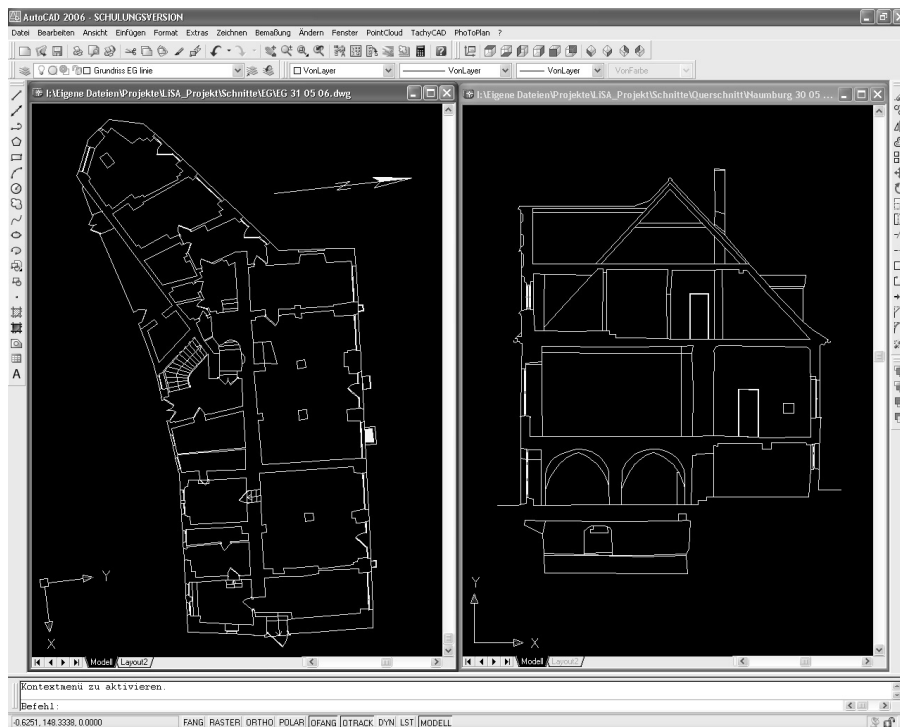 AutoCAD 2006 - SCHULUNGSVERSION
Datei Bearbeiten Ansicht Einfügen Format Extras Zeichnen Bemaßung Ändern Fenster PointCloud TachyCAD PhoToPlan ?
Grundriss EG linie VonLayer VonLayer VonLayer VonFarbe
I:\Eigene Dateien\Projekte\LISA_Projekt\Schnitte\EG\EG 31 05 06.dwg
I:\Eigene Dateien\Projekte\LISA_Projekt\Schnitte\Querschnitt\Naumburg 30 05 ...
A
Y
X
Y
X
Modell Layout2
Modell Layout2
Kontextmenü zu aktivieren.
Befehl:
-0.6251, 148.3338, 0.0000 FANG RASTER ORTHO POLAR OFANG OTRACK DYN LST MODELL